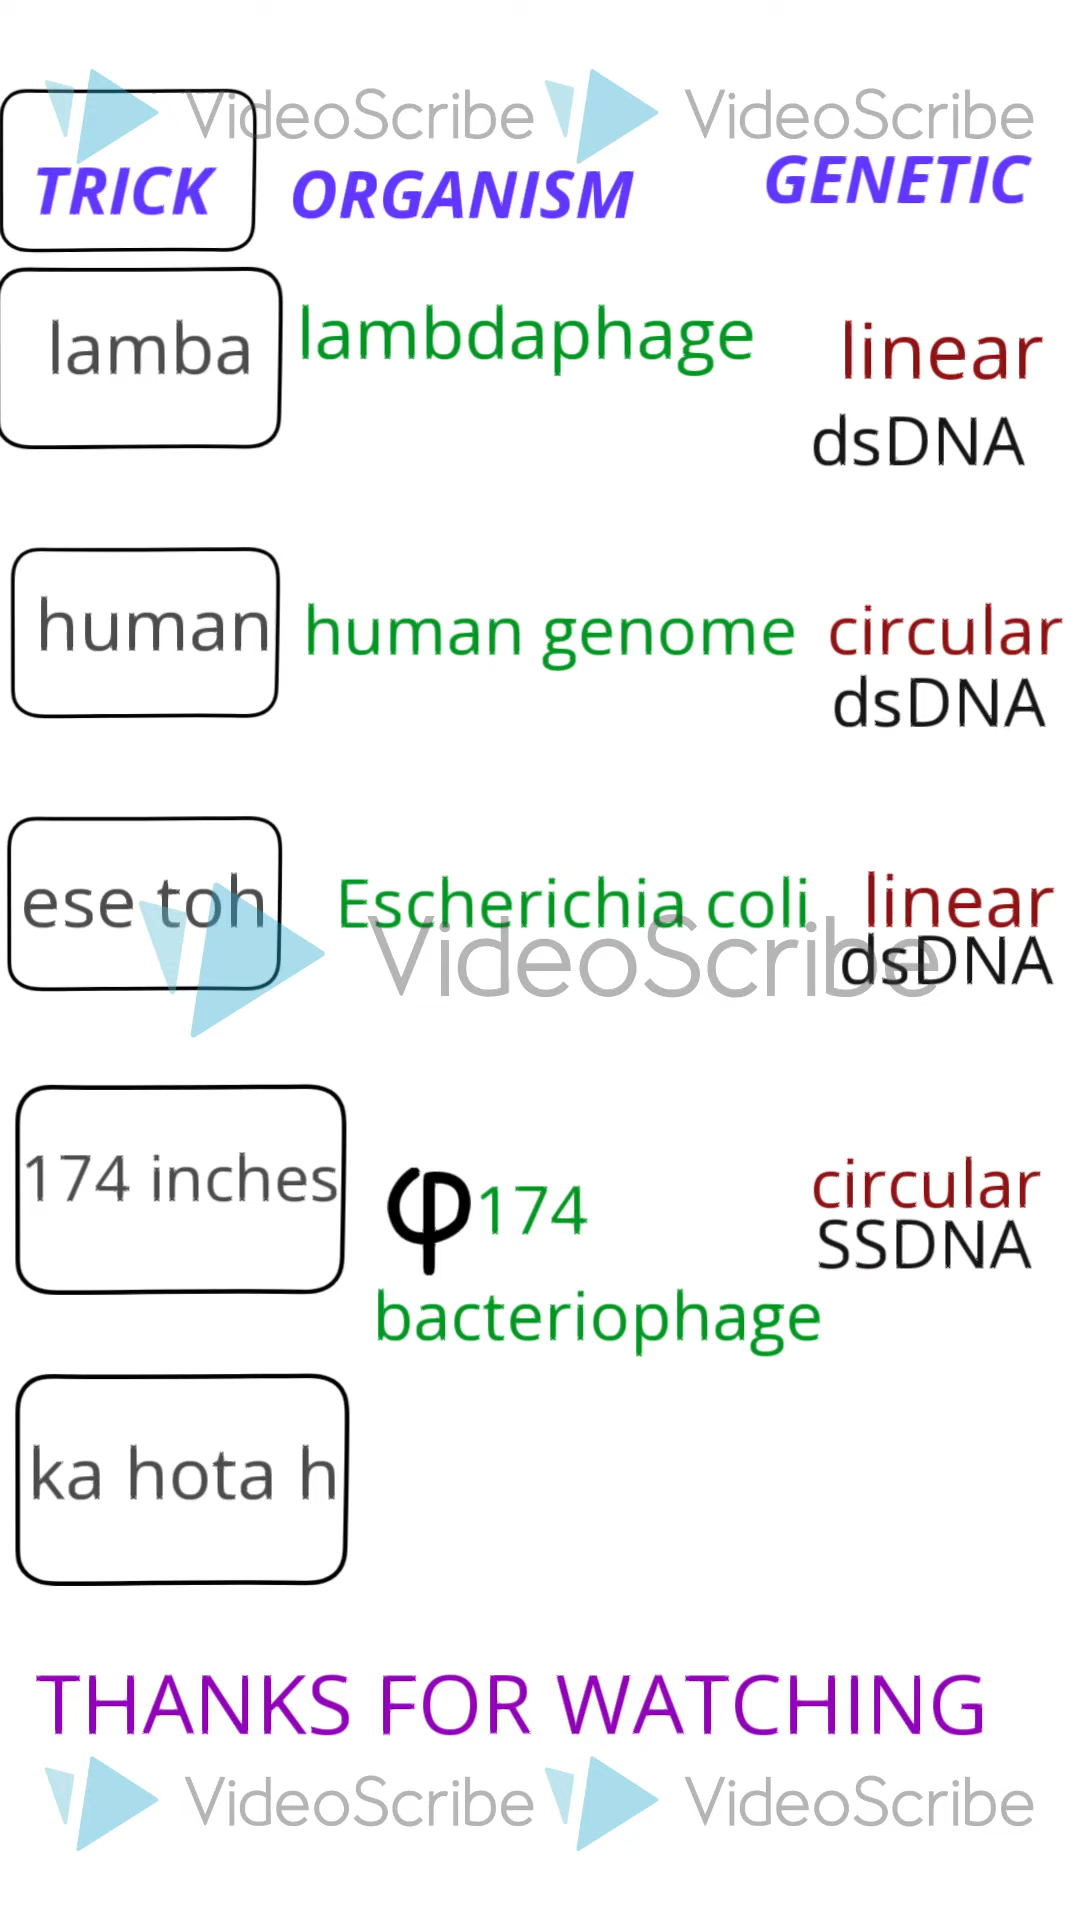 VideoScribe VideoScribe
TRICK ORGANISM GENETIC
lamba lambdaphage linear
dsDNA
human human genome circular
dsDNA
ese toh Escherichia coli linear
VideoScribe dsDNA
174 inches φ174 circular
SSDNA
bacteriophage
ka hota h
THANKS FOR WATCHING
VideoScribe VideoScribe